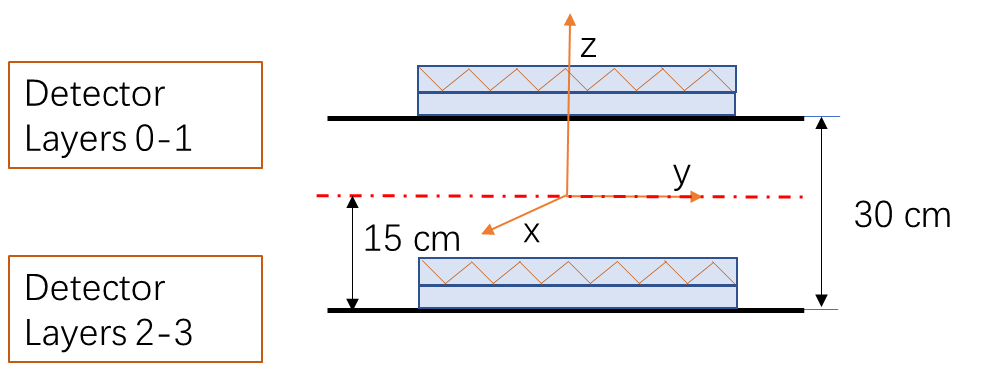 Detector
Layers 0-1
z
y
x
15 cm
30 cm
Detector
Layers 2-3